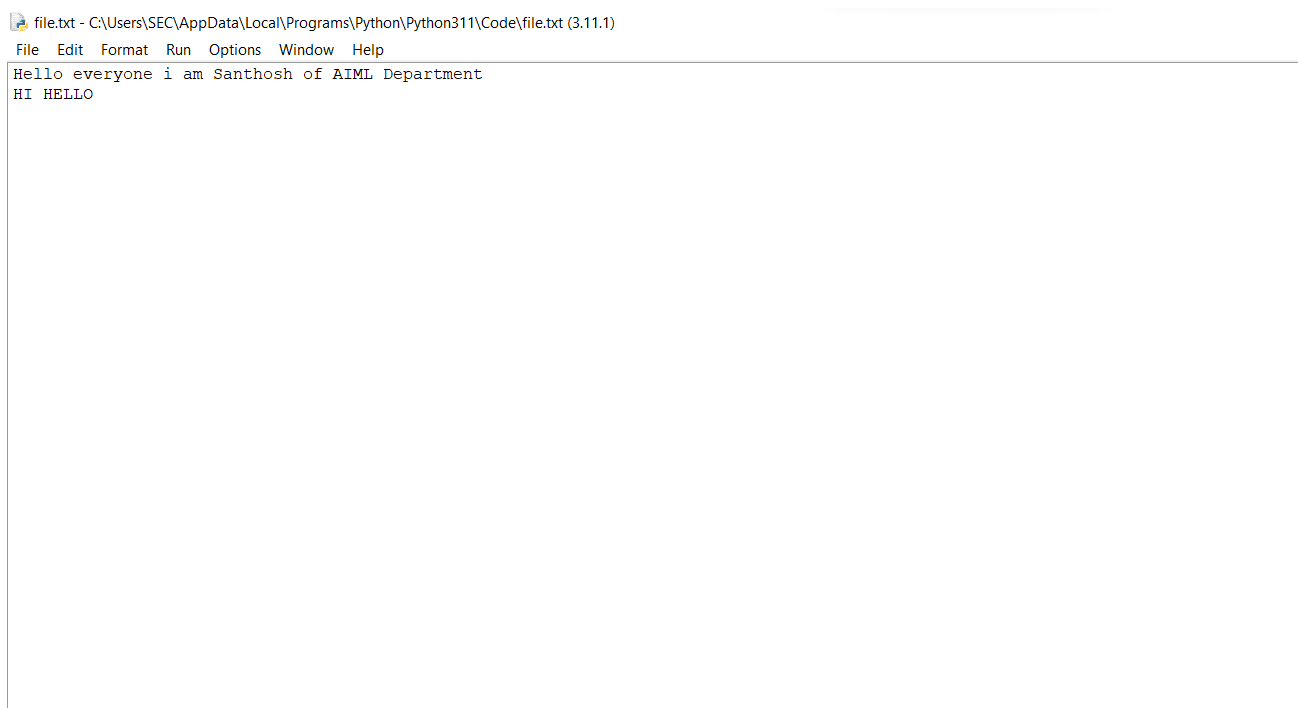 file.txt - C:\Users\SEC\AppData\Local\Programs\Python\Python311\Code\file.txt (3.11.1)
File Edit Format Run Options Window Help
Hello everyone i am Santhosh of AIML Department
HI HELLO